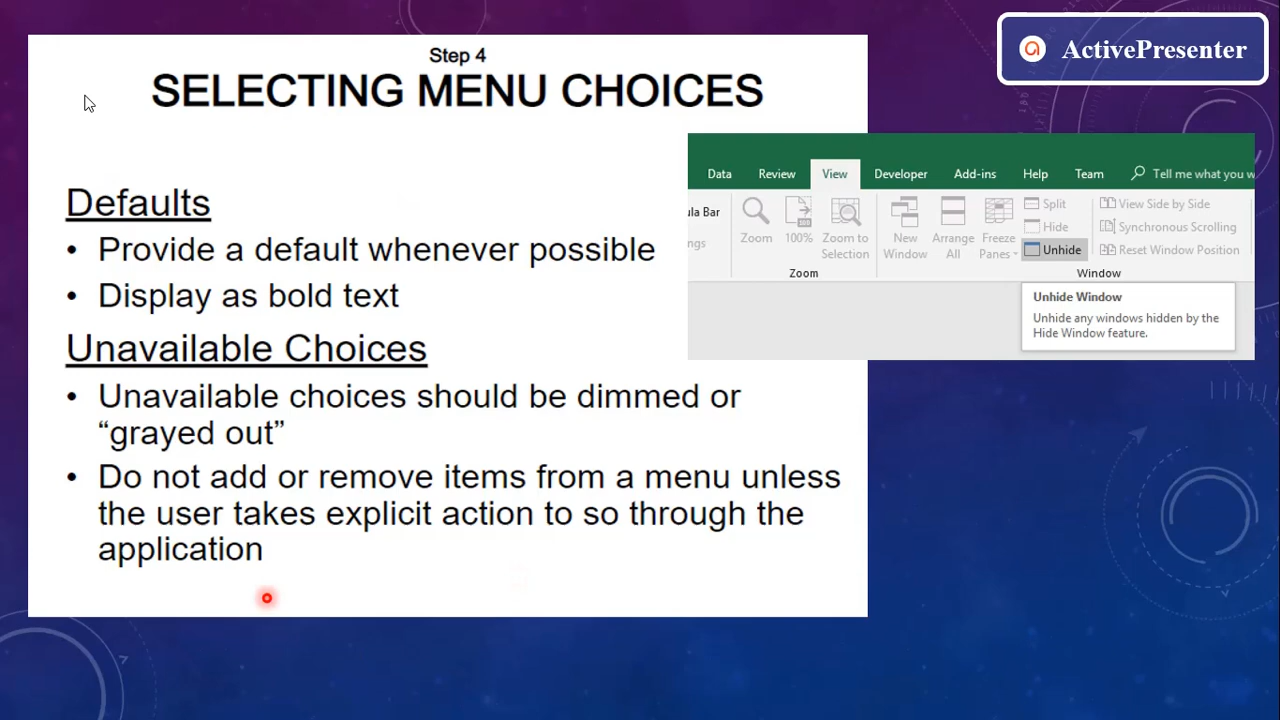 ActivePresenter
Step 4
SELECTING MENU CHOICES
Defaults
• Provide a default whenever possible
• Display as bold text
Unavailable Choices
• Unavailable choices should be dimmed or
“grayed out”
• Do not add or remove items from a menu unless
the user takes explicit action to so through the
application
Data Review View Developer Add-ins Help Team Tell me what you w
ula Bar
ngs
Zoom
100%
Zoom to
Selection
Zoom
New
Window
Arrange
All
Freeze
Panes
Split
Hide
Unhide
View Side by Side
Synchronous Scrolling
Reset Window Position
Window
Unhide Window
Unhide any windows hidden by the
Hide Window feature.